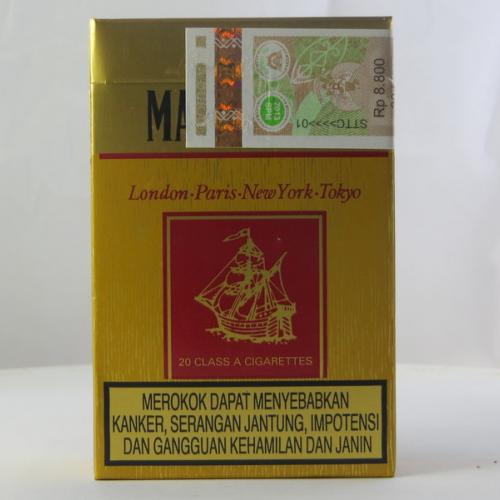 MA
Rp 8.800
STTC>>>>01
2013
London·Paris·New York·Tokyo
20 CLASS A CIGARETTES
MEROKOK DAPAT MENYEBABKAN
KANKER, SERANGAN JANTUNG, IMPOTENSI
DAN GANGGUAN KEHAMILAN DAN JANIN